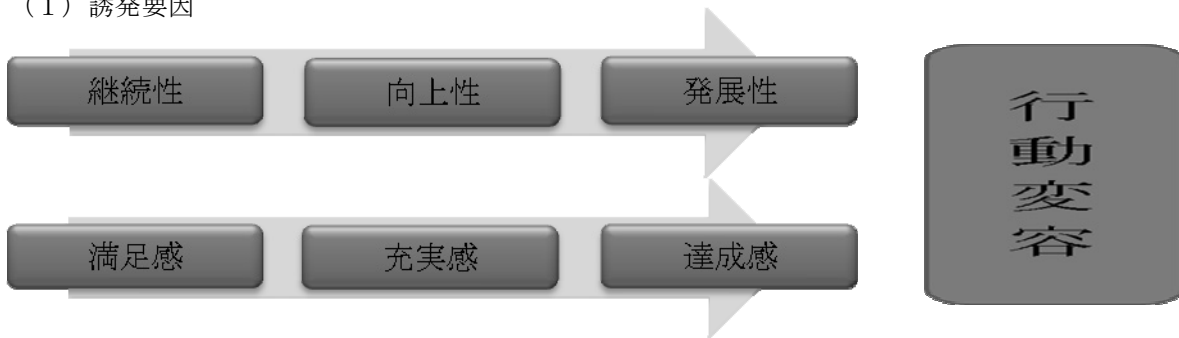 （１）誘発要因
継続性
向上性
発展性
行動変容
満足感
充実感
達成感